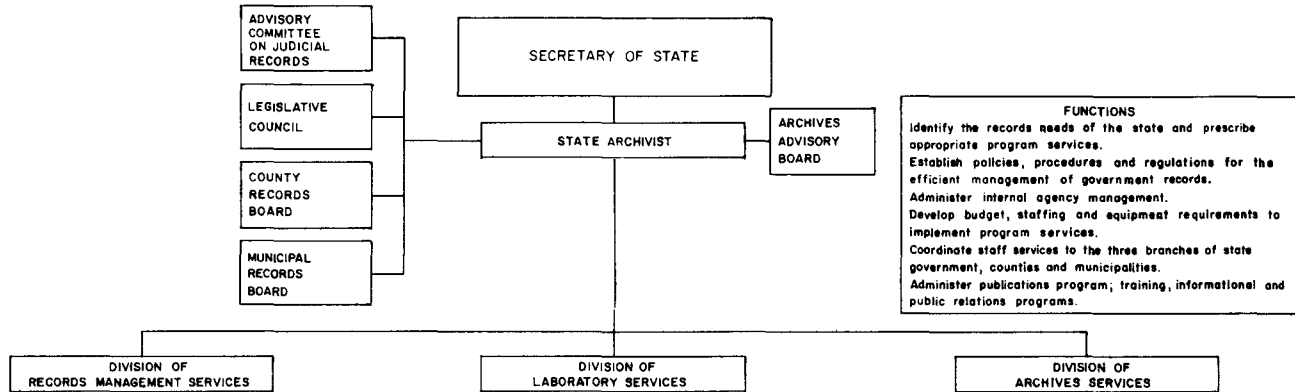 ADVISORY
COMMITTEE
ON JUDICIAL
RECORDS
SECRETARY OF STATE
LEGISLATIVE
COUNCIL
STATE ARCHIVIST
ARCHIVES
ADVISORY
BOARD
COUNTY
RECORDS
BOARD
MUNICIPAL
RECORDS
BOARD
FUNCTIONS
Identify the records needs of the state and prescribe
appropriate program services.
Establish policies, procedures and regulations for the
efficient management of government records.
Administer internal agency management.
Develop budget, staffing and equipment requirements to
implement program services.
Coordinate staff services to the three branches of state
government, counties and municipalities.
Administer publications program; training, informational and
public relations programs.
DIVISION OF
RECORDS MANAGEMENT SERVICES
DIVISION OF
LABORATORY SERVICES
DIVISION OF
ARCHIVES SERVICES